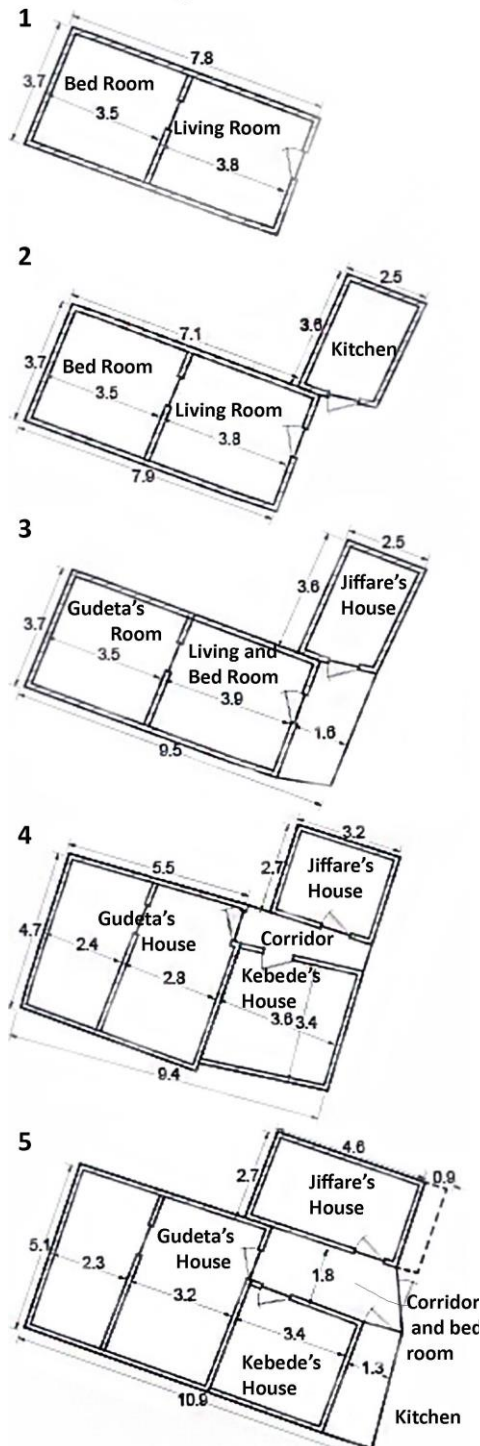 1
7.8
3.7
Bed Room
3.5
Living Room
3.8
2
2.5
7.1
3.6
Kitchen
3.7
Bed Room
3.5
Living Room
3.8
7.9
3
2.5
3.6
Jiffare's
House
3.7
Gudeta's
Room
3.5
Living and
Bed Room
3.9
1.6
9.5
4
3.2
5.5
2.7
Jiffare's
House
4.7
Gudeta's
House
2.4
2.8
Corridor
Kebede's
House
3.6
3.4
9.4
5
4.6
0.9
2.7
Jiffare's
House
5.1
Gudeta's
House
2.3
3.2
1.8
Corridor
and bed
room
3.4
1.3
Kebede's
House
10.9
Kitchen